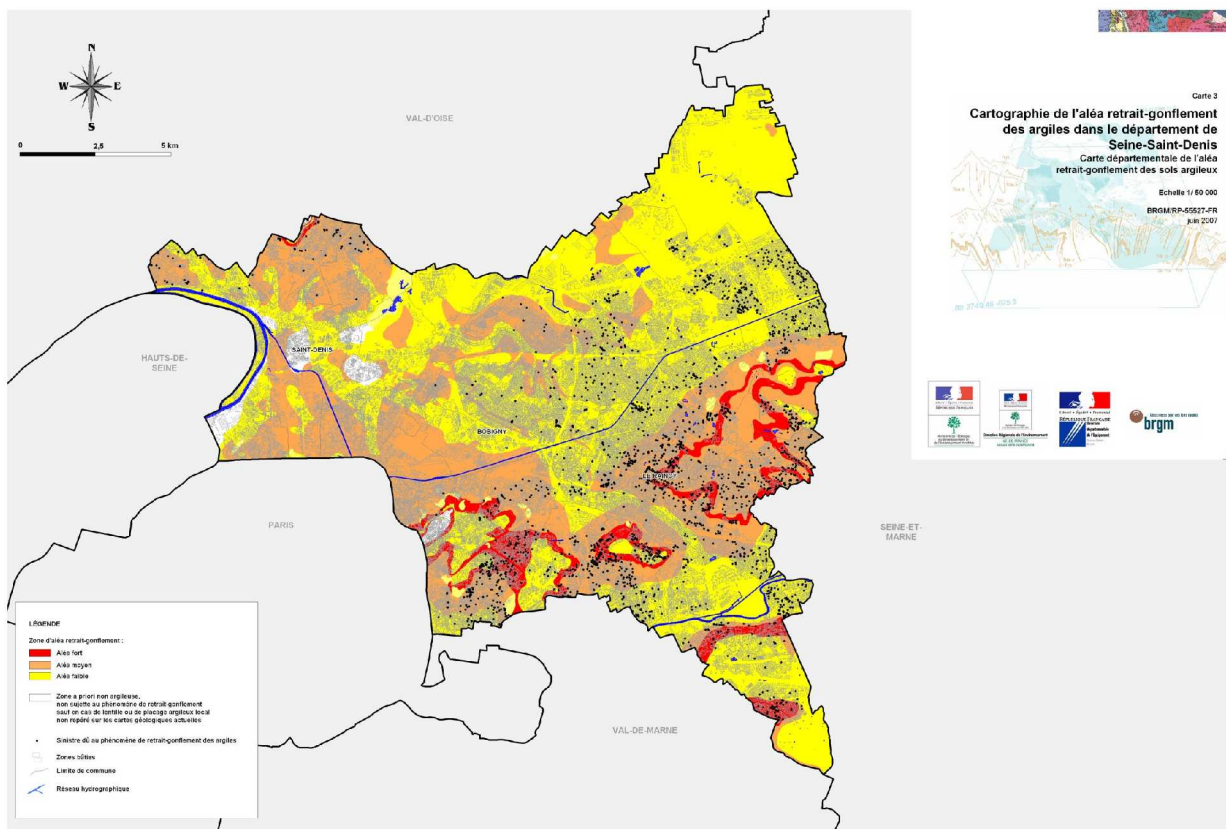 N
W E
S
0 2,5 5 km
VAL-D'OISE
HAUTS-DE-
SEINE
SAINT-DENIS
BOBIGNY
LE RAINCY
PARIS
SEINE-ET-
MARNE
VAL-DE-MARNE
Carte 3
Cartographie de l'aléa retrait-gonflement
des argiles dans le département de
Seine-Saint-Denis
Carte départementale de l'aléa
retrait-gonflement des sols argileux
Echelle 1/ 50 000
BRGM/RP-55527-FR
juin 2007
RÉPUBLIQUE FRANÇAISE
RÉPUBLIQUE FRANÇAISE
brgm
LÉGENDE
Zone d'aléa retrait-gonflement :
Aléa fort
Aléa moyen
Aléa faible
Zone a priori non argileuse,
non sujette au phénomène de retrait-gonflement
sauf en cas de lentille ou de placage argileux local
non repéré sur les cartes géologiques actuelles
Sinistre dû au phénomène de retrait-gonflement des argiles
Zones bâties
Limite de commune
Réseau hydrographique